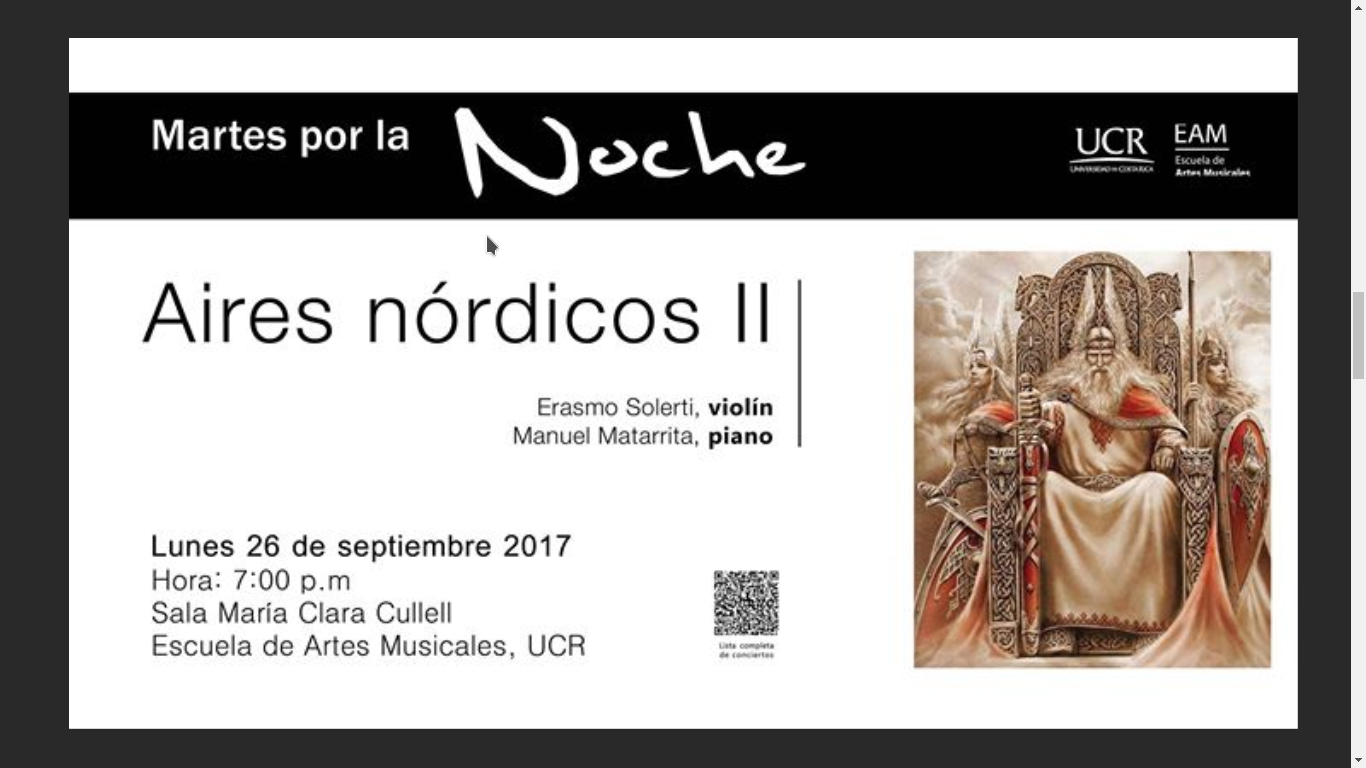 Martes por la Noche
UCR
UNIVERSIDAD DE COSTA RICA
EAM
Escuela de
Artes Musicales
Aires nórdicos II
Erasmo Solerti, violín
Manuel Matarrita, piano
Lunes 26 de septiembre 2017
Hora: 7:00 p.m
Sala María Clara Cullell
Escuela de Artes Musicales, UCR
Lista completa
de conciertos